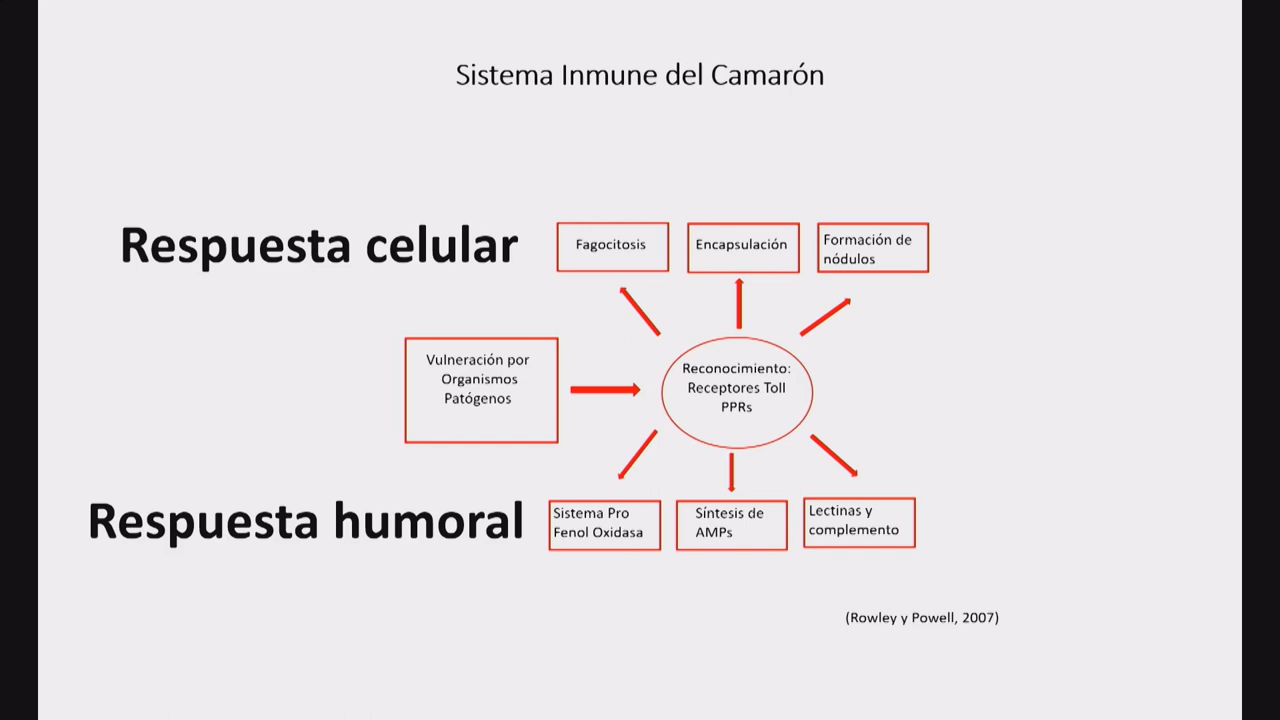 Sistema Inmune del Camarón
Respuesta celular
Fagocitosis
Encapsulación
Formación de
nódulos
Vulneración por
Organismos
Patógenos
Reconocimiento:
Receptores Toll
PPRs
Respuesta humoral
Sistema Pro
Fenol Oxidasa
Síntesis de
AMPs
Lectinas y
complemento
(Rowley y Powell, 2007)